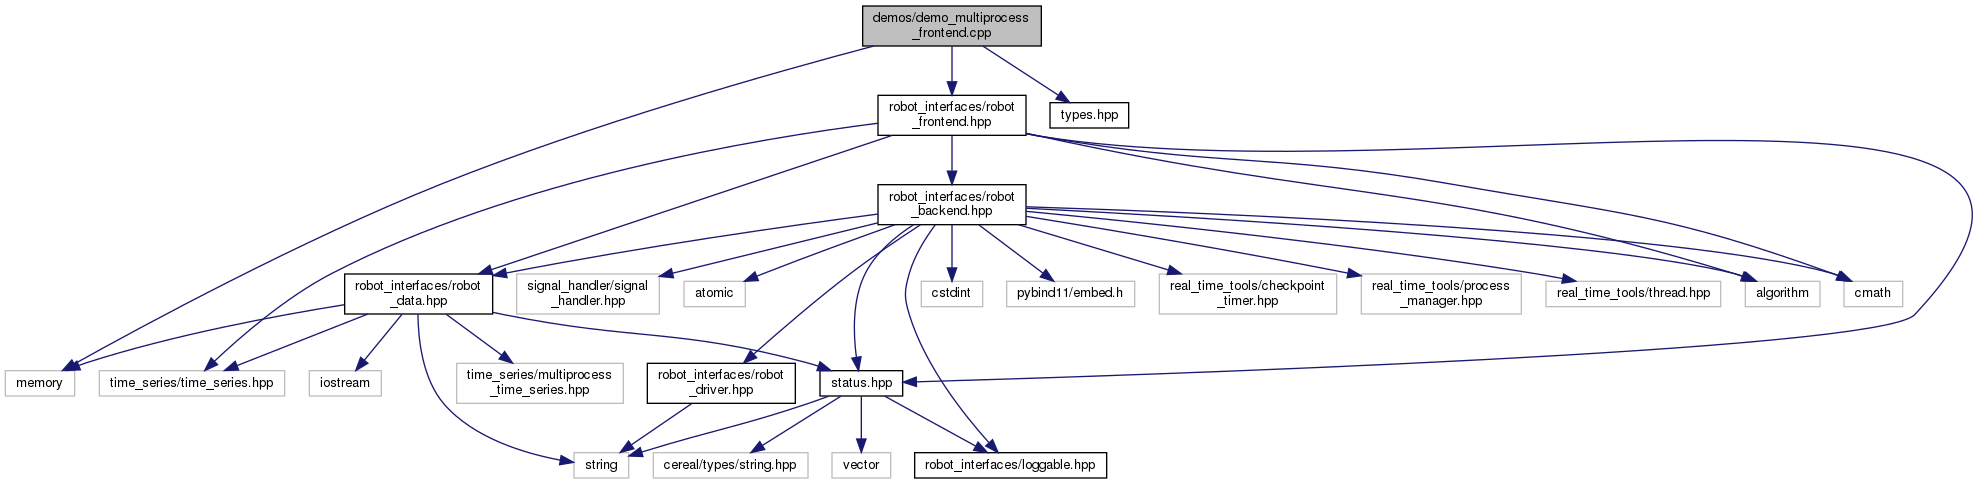 demos/demo_multiprocess
_frontend.cpp
robot_interfaces/robot
_frontend.hpp
types.hpp
robot_interfaces/robot
_backend.hpp
robot_interfaces/robot
_data.hpp
signal_handler/signal
_handler.hpp
atomic
cstdint
pybind11/embed.h
real_time_tools/checkpoint
_timer.hpp
real_time_tools/process
_manager.hpp
real_time_tools/thread.hpp
algorithm
cmath
memory
time_series/time_series.hpp
iostream
time_series/multiprocess
_time_series.hpp
robot_interfaces/robot
_driver.hpp
status.hpp
string
cereal/types/string.hpp
vector
robot_interfaces/loggable.hpp